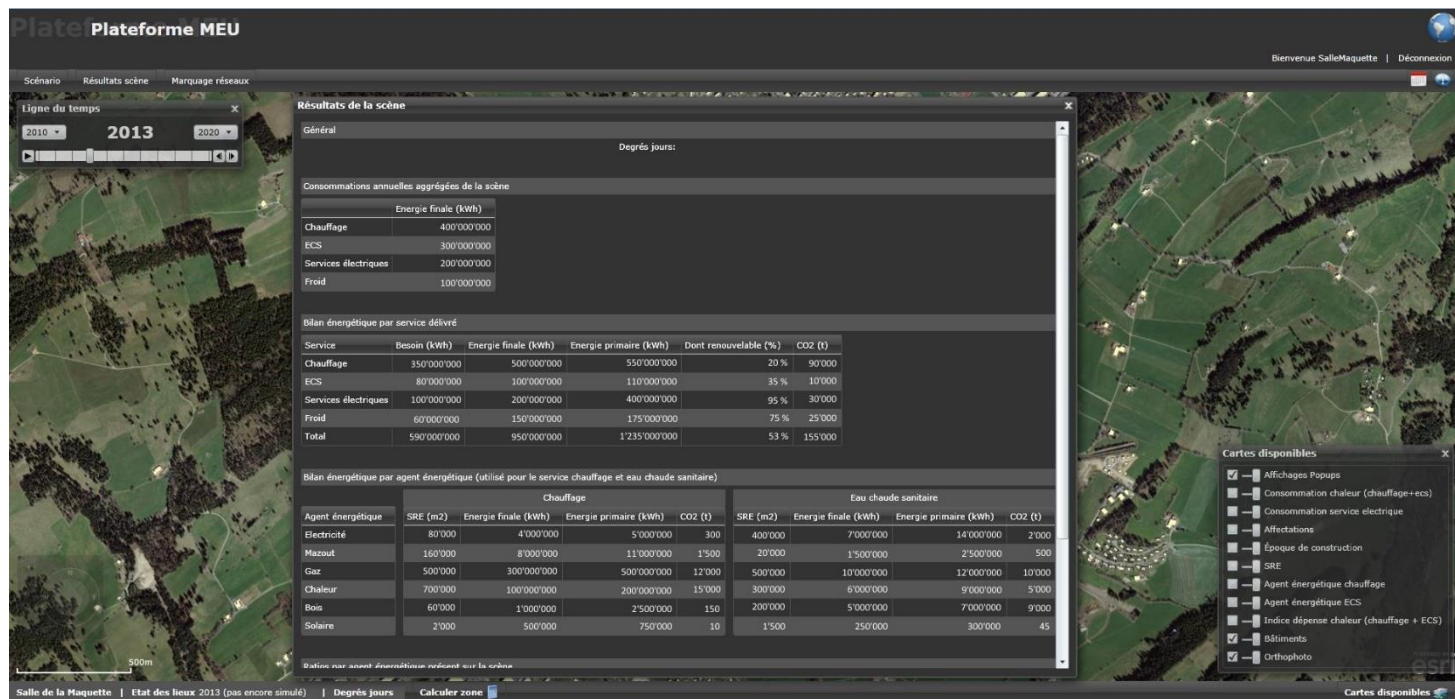 Plateforme MEU
Bienvenue SalleMaquette | Déconnexion
Scénario Résultats scène Marquage réseaux
Ligne du temps x
2010 2013 2020
Résultats de la scène x
Général
Degrés jours:
Consommations annuelles aggrégées de la scène
Energie finale (kWh)
Chauffage 400'000'000
ECS 300'000'000
Services électriques 200'000'000
Froid 100'000'000
Bilan énergétique par service délivré
Service Besoin (kWh) Energie finale (kWh) Energie primaire (kWh) Dont renouvelable (%) CO2 (t)
Chauffage 350'000'000 500'000'000 550'000'000 20 % 90'000
ECS 80'000'000 100'000'000 110'000'000 35 % 10'000
Services électriques 100'000'000 200'000'000 400'000'000 95 % 30'000
Froid 60'000'000 150'000'000 175'000'000 75 % 25'000
Total 590'000'000 950'000'000 1'235'000'000 53 % 155'000
Bilan énergétique par agent énergétique (utilisé pour le service chauffage et eau chaude sanitaire)
Chauffage Eau chaude sanitaire
Agent énergétique SRE (m2) Energie finale (kWh) Energie primaire (kWh) CO2 (t) SRE (m2) Energie finale (kWh) Energie primaire (kWh) CO2 (t)
Electricité 80'000 4'000'000 5'000'000 300 400'000 7'000'000 14'000'000 2'000
Mazout 160'000 8'000'000 11'000'000 1'500 20'000 1'500'000 2'500'000 500
Gaz 500'000 300'000'000 500'000'000 12'000 500'000 10'000'000 12'000'000 10'000
Chaleur 700'000 100'000'000 200'000'000 15'000 300'000 6'000'000 9'000'000 5'000
Bois 60'000 1'000'000 2'500'000 150 200'000 5'000'000 7'000'000 9'000
Solaire 2'000 500'000 750'000 10 1'500 250'000 300'000 45
Ratios par agent énergétique présent sur la scène
Cartes disponibles x
Affichages Popups
Consommation chaleur (chauffage+ecs)
Consommation service electrique
Affectations
Époque de construction
SRE
Agent énergétique chauffage
Agent énergétique ECS
Indice dépense chaleur (chauffage + ECS)
Bâtiments
Orthophoto
500m
esri
Salle de la Maquette | Etat des lieux 2013 (pas encore simulé) | Degrés jours Calculer zone Cartes disponibles